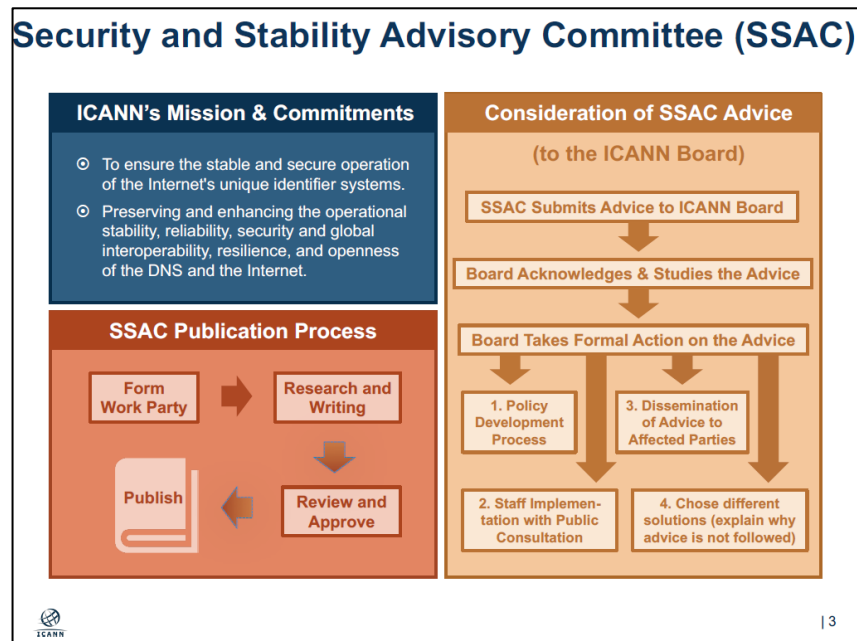 Security and Stability Advisory Committee (SSAC)
ICANN's Mission & Commitments
To ensure the stable and secure operation
of the Internet's unique identifier systems.
Preserving and enhancing the operational
stability, reliability, security and global
interoperability, resilience, and openness
of the DNS and the Internet.
SSAC Publication Process
Form
Work Party
Research and
Writing
Review and
Approve
Publish
Consideration of SSAC Advice
(to the ICANN Board)
SSAC Submits Advice to ICANN Board
Board Acknowledges & Studies the Advice
Board Takes Formal Action on the Advice
1. Policy
Development
Process
3. Dissemination
of Advice to
Affected Parties
2. Staff Implemen-
tation with Public
Consultation
4. Chose different
solutions (explain why
advice is not followed)
ICANN
| 3